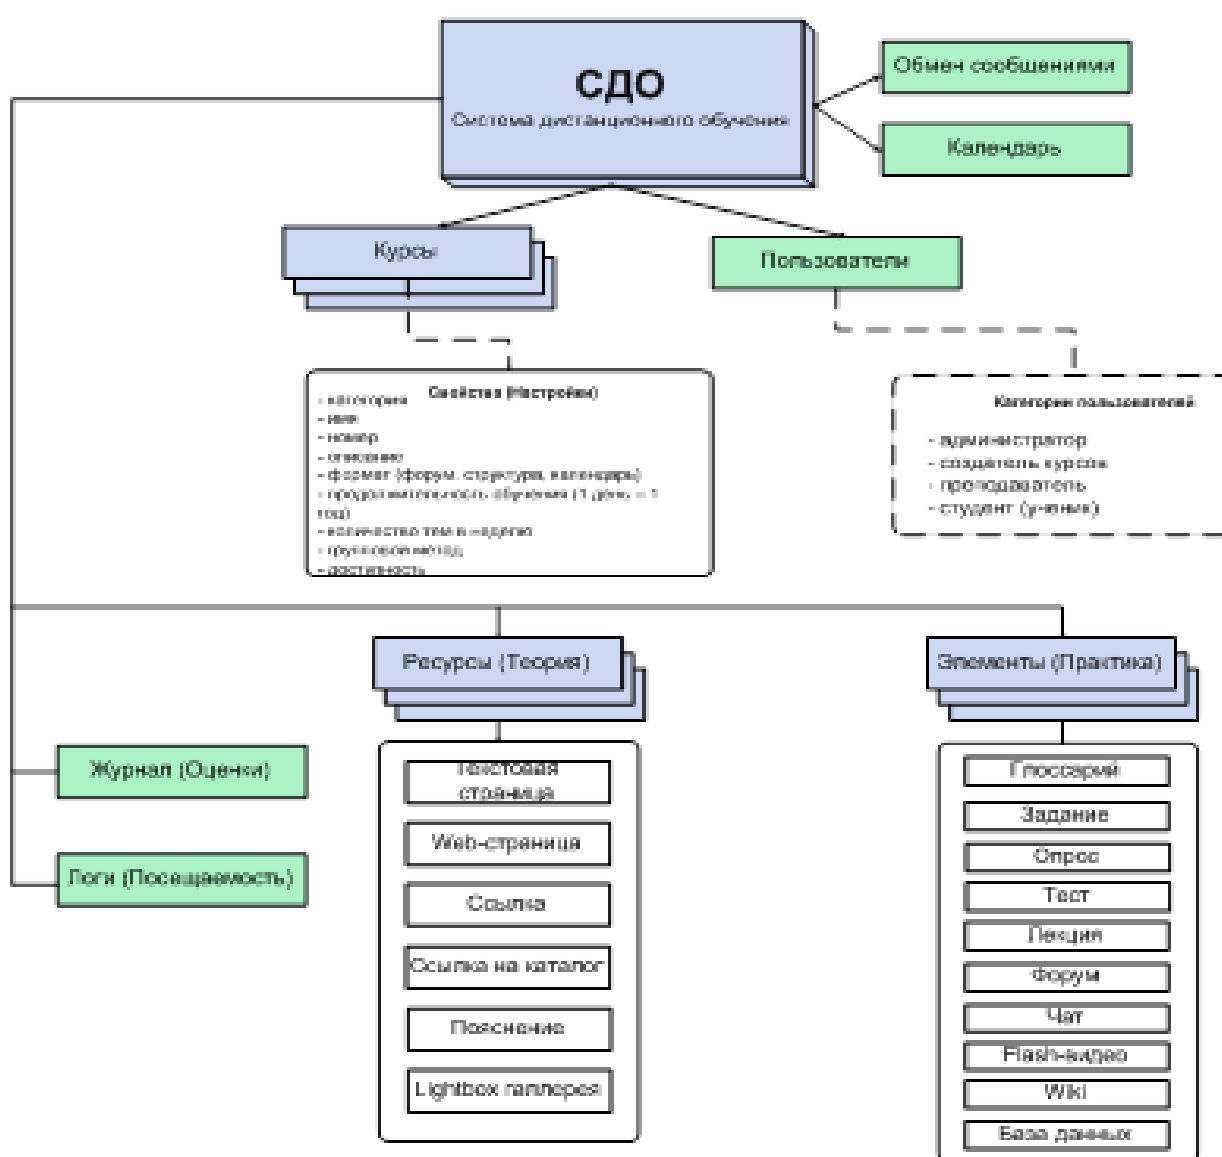 СДО
Система дистанционного обучения
Обмен сообщениями
Календарь
Курсы
Пользователи
Свойства (Настройки)
- категория
- имя
- номер
- описание
- формат (форум, структура, календарь)
- продолжительность обучения (1 день – 1
год)
- количество тем в неделю
- групповой метод
- доступность
Категории пользователей
- администратор
- создатель курсов
- преподаватель
- студент (ученик)
Ресурсы (Теория)
Элементы (Практика)
Журнал (Оценки)
Логи (Посещаемость)
Текстовая
страница
Web-страница
Ссылка
Ссылка на каталог
Пояснение
Lightbox галлерея
Глоссарий
Задание
Опрос
Тест
Лекция
Форум
Чат
Flash-видео
Wiki
База данных